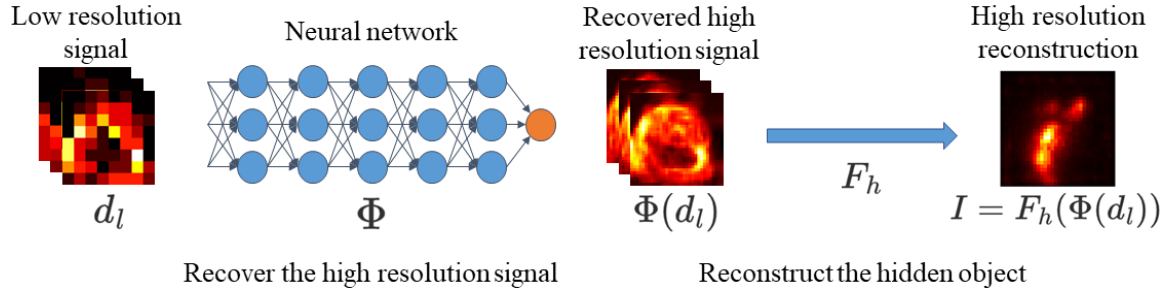 Low resolution
signal
Neural network
Recovered high
resolution signal
High resolution
reconstruction
d_l
Φ
Φ(d_l)
F_h
I = F_h(Φ(d_l))
Recover the high resolution signal
Reconstruct the hidden object